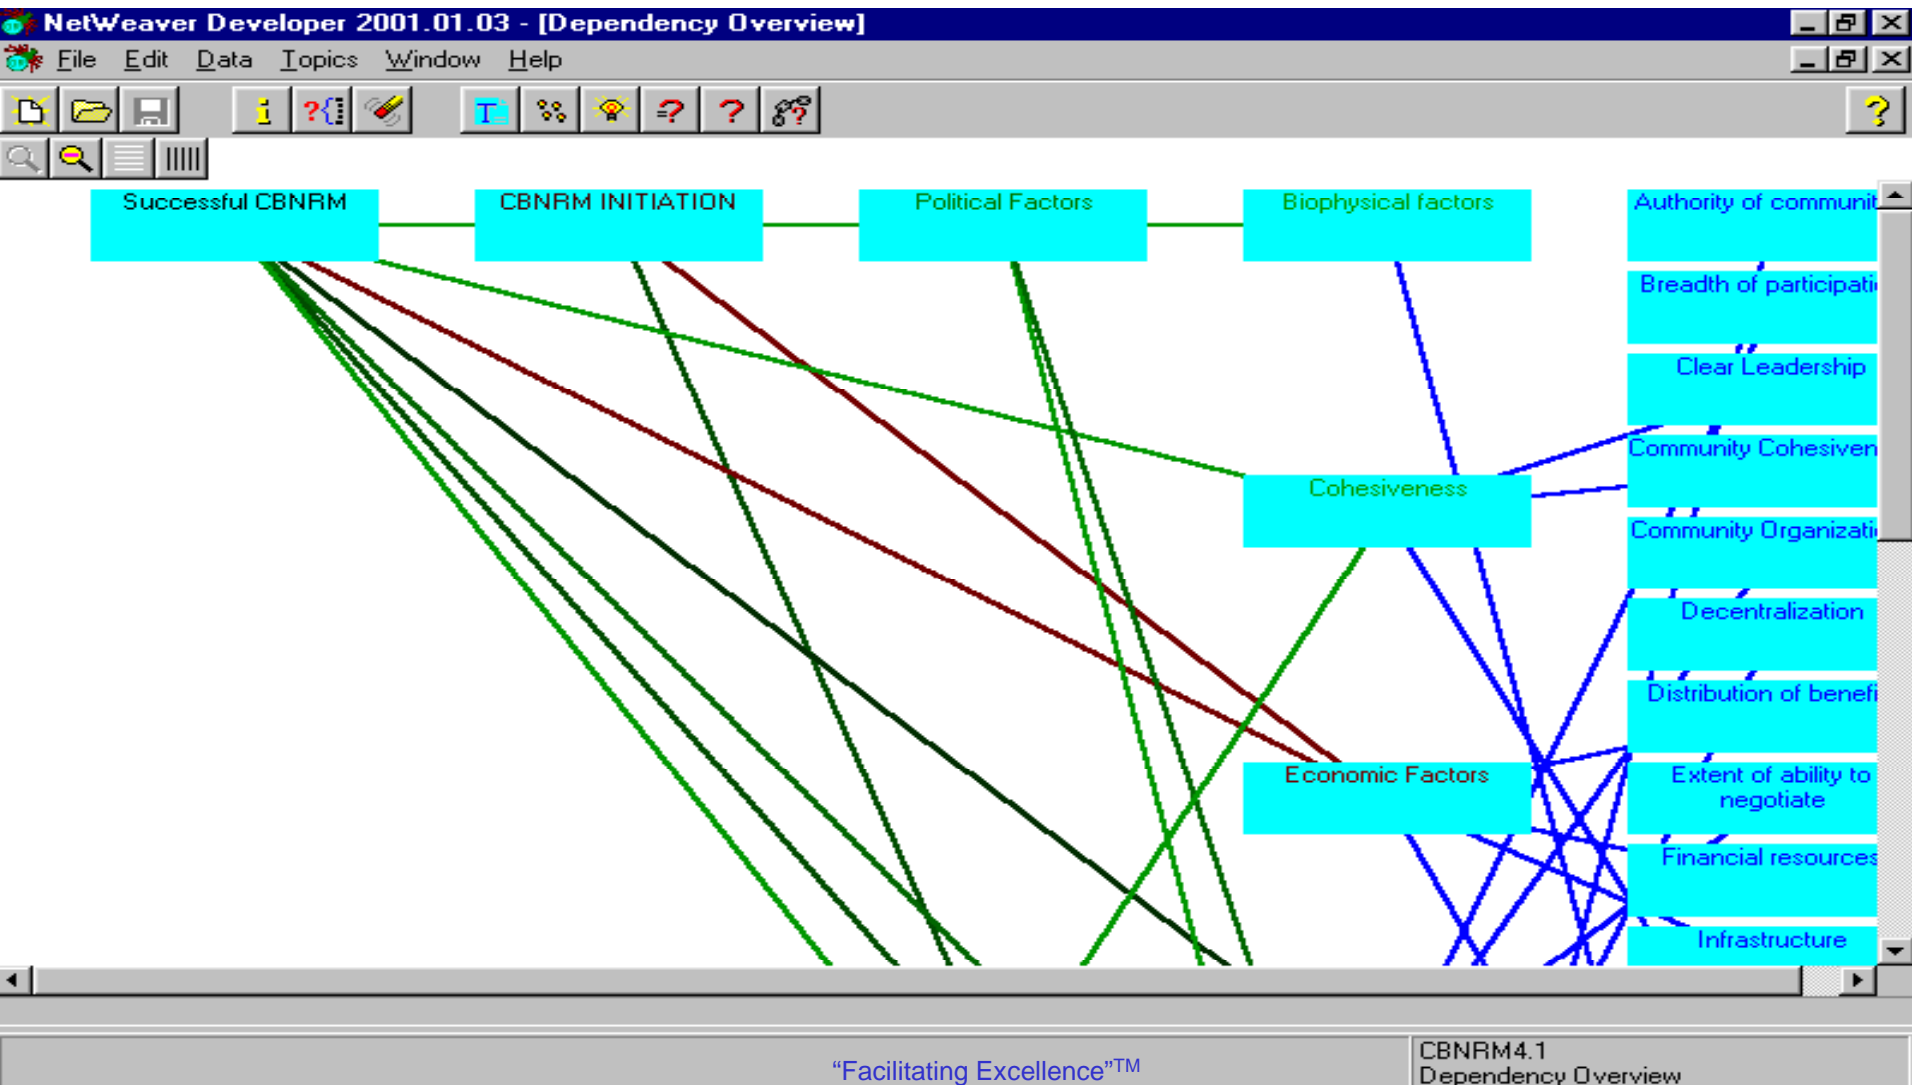 NetWeaver Developer 2001.01.03 - [Dependency Overview]
File Edit Data Topics Window Help
Successful CBNRM
CBNRM INITIATION
Political Factors
Biophysical factors
Authority of communit
Breadth of participati
Clear Leadership
Community Cohesiven
Cohesiveness
Community Organizati
Decentralization
Distribution of benefi
Economic Factors
Extent of ability to
negotiate
Financial resources
Infrastructure
“Facilitating Excellence”TM
CBNRM4.1
Dependency Overview